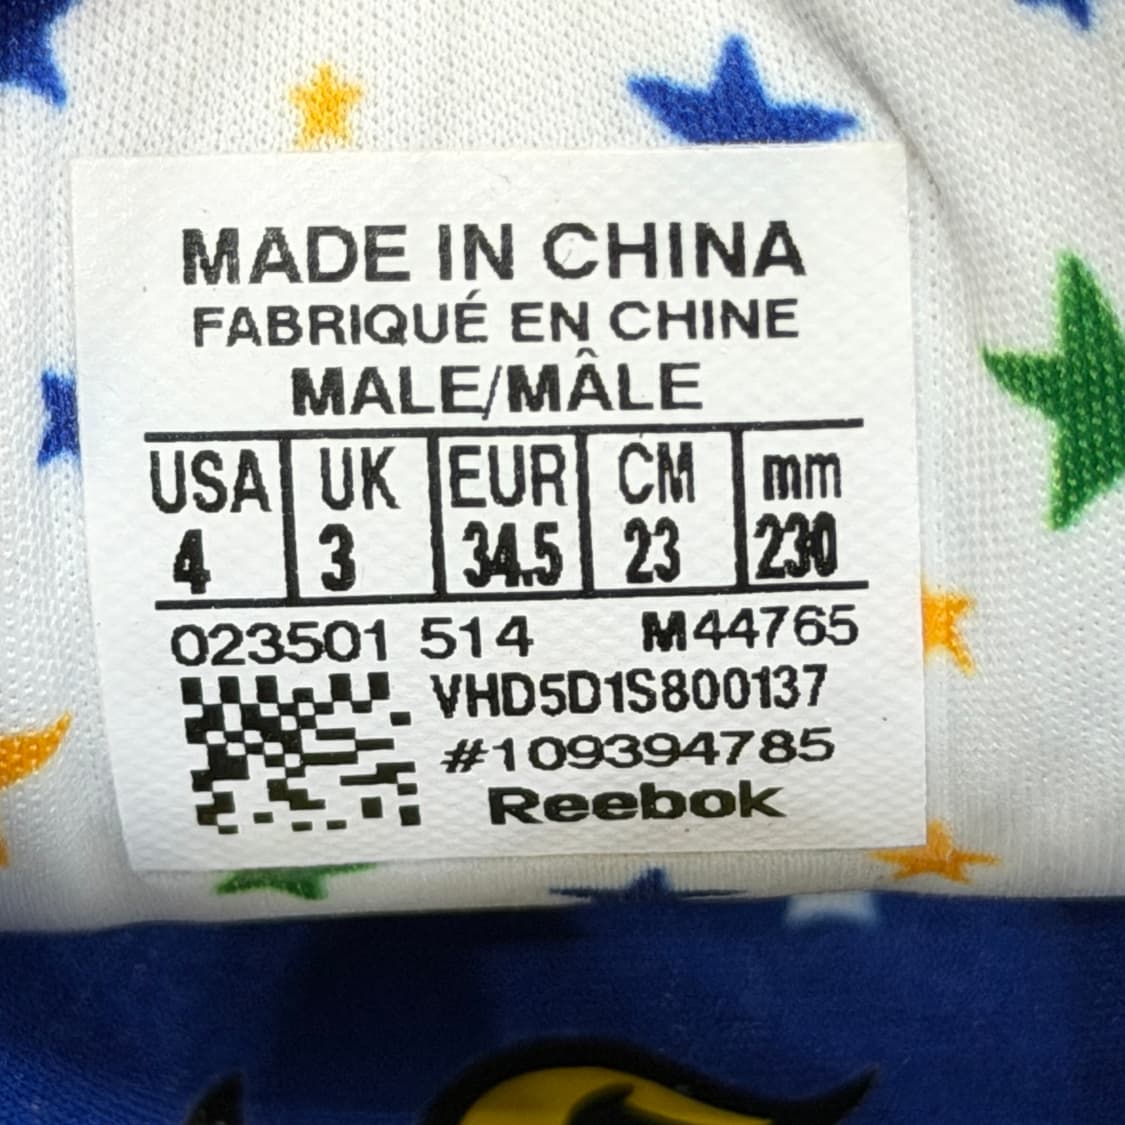 MADE IN CHINA
FABRIQUÉ EN CHINE
MALE/MÂLE
USA UK EUR CM mm
4 3 34.5 23 230
023501 514 M44765
VHD5D1S800137
#109394785
Reebok